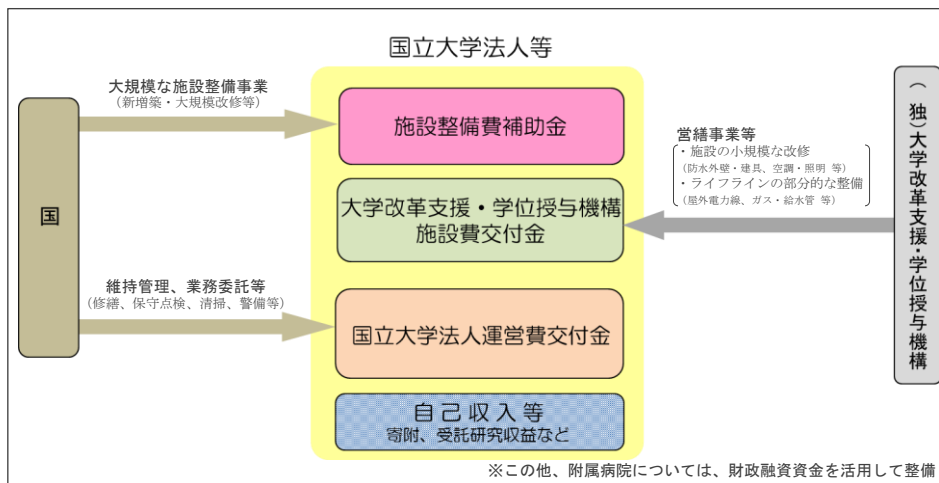 国立大学法人等
大規模な施設整備事業
（新増築・大規模改修等）
国
維持管理、業務委託等
（修繕、保守点検、清掃、警備等）
施設整備費補助金
大学改革支援・学位授与機構
施設費交付金
国立大学法人運営費交付金
自己収入等
寄附、受託研究収益など
営繕事業等
・施設の小規模な改修
（防水外壁・建具、空調・照明 等）
・ライフラインの部分的な整備
（屋外電力線、ガス・給水管 等）
（独）大学改革支援・学位授与機構
※この他、附属病院については、財政融資資金を活用して整備